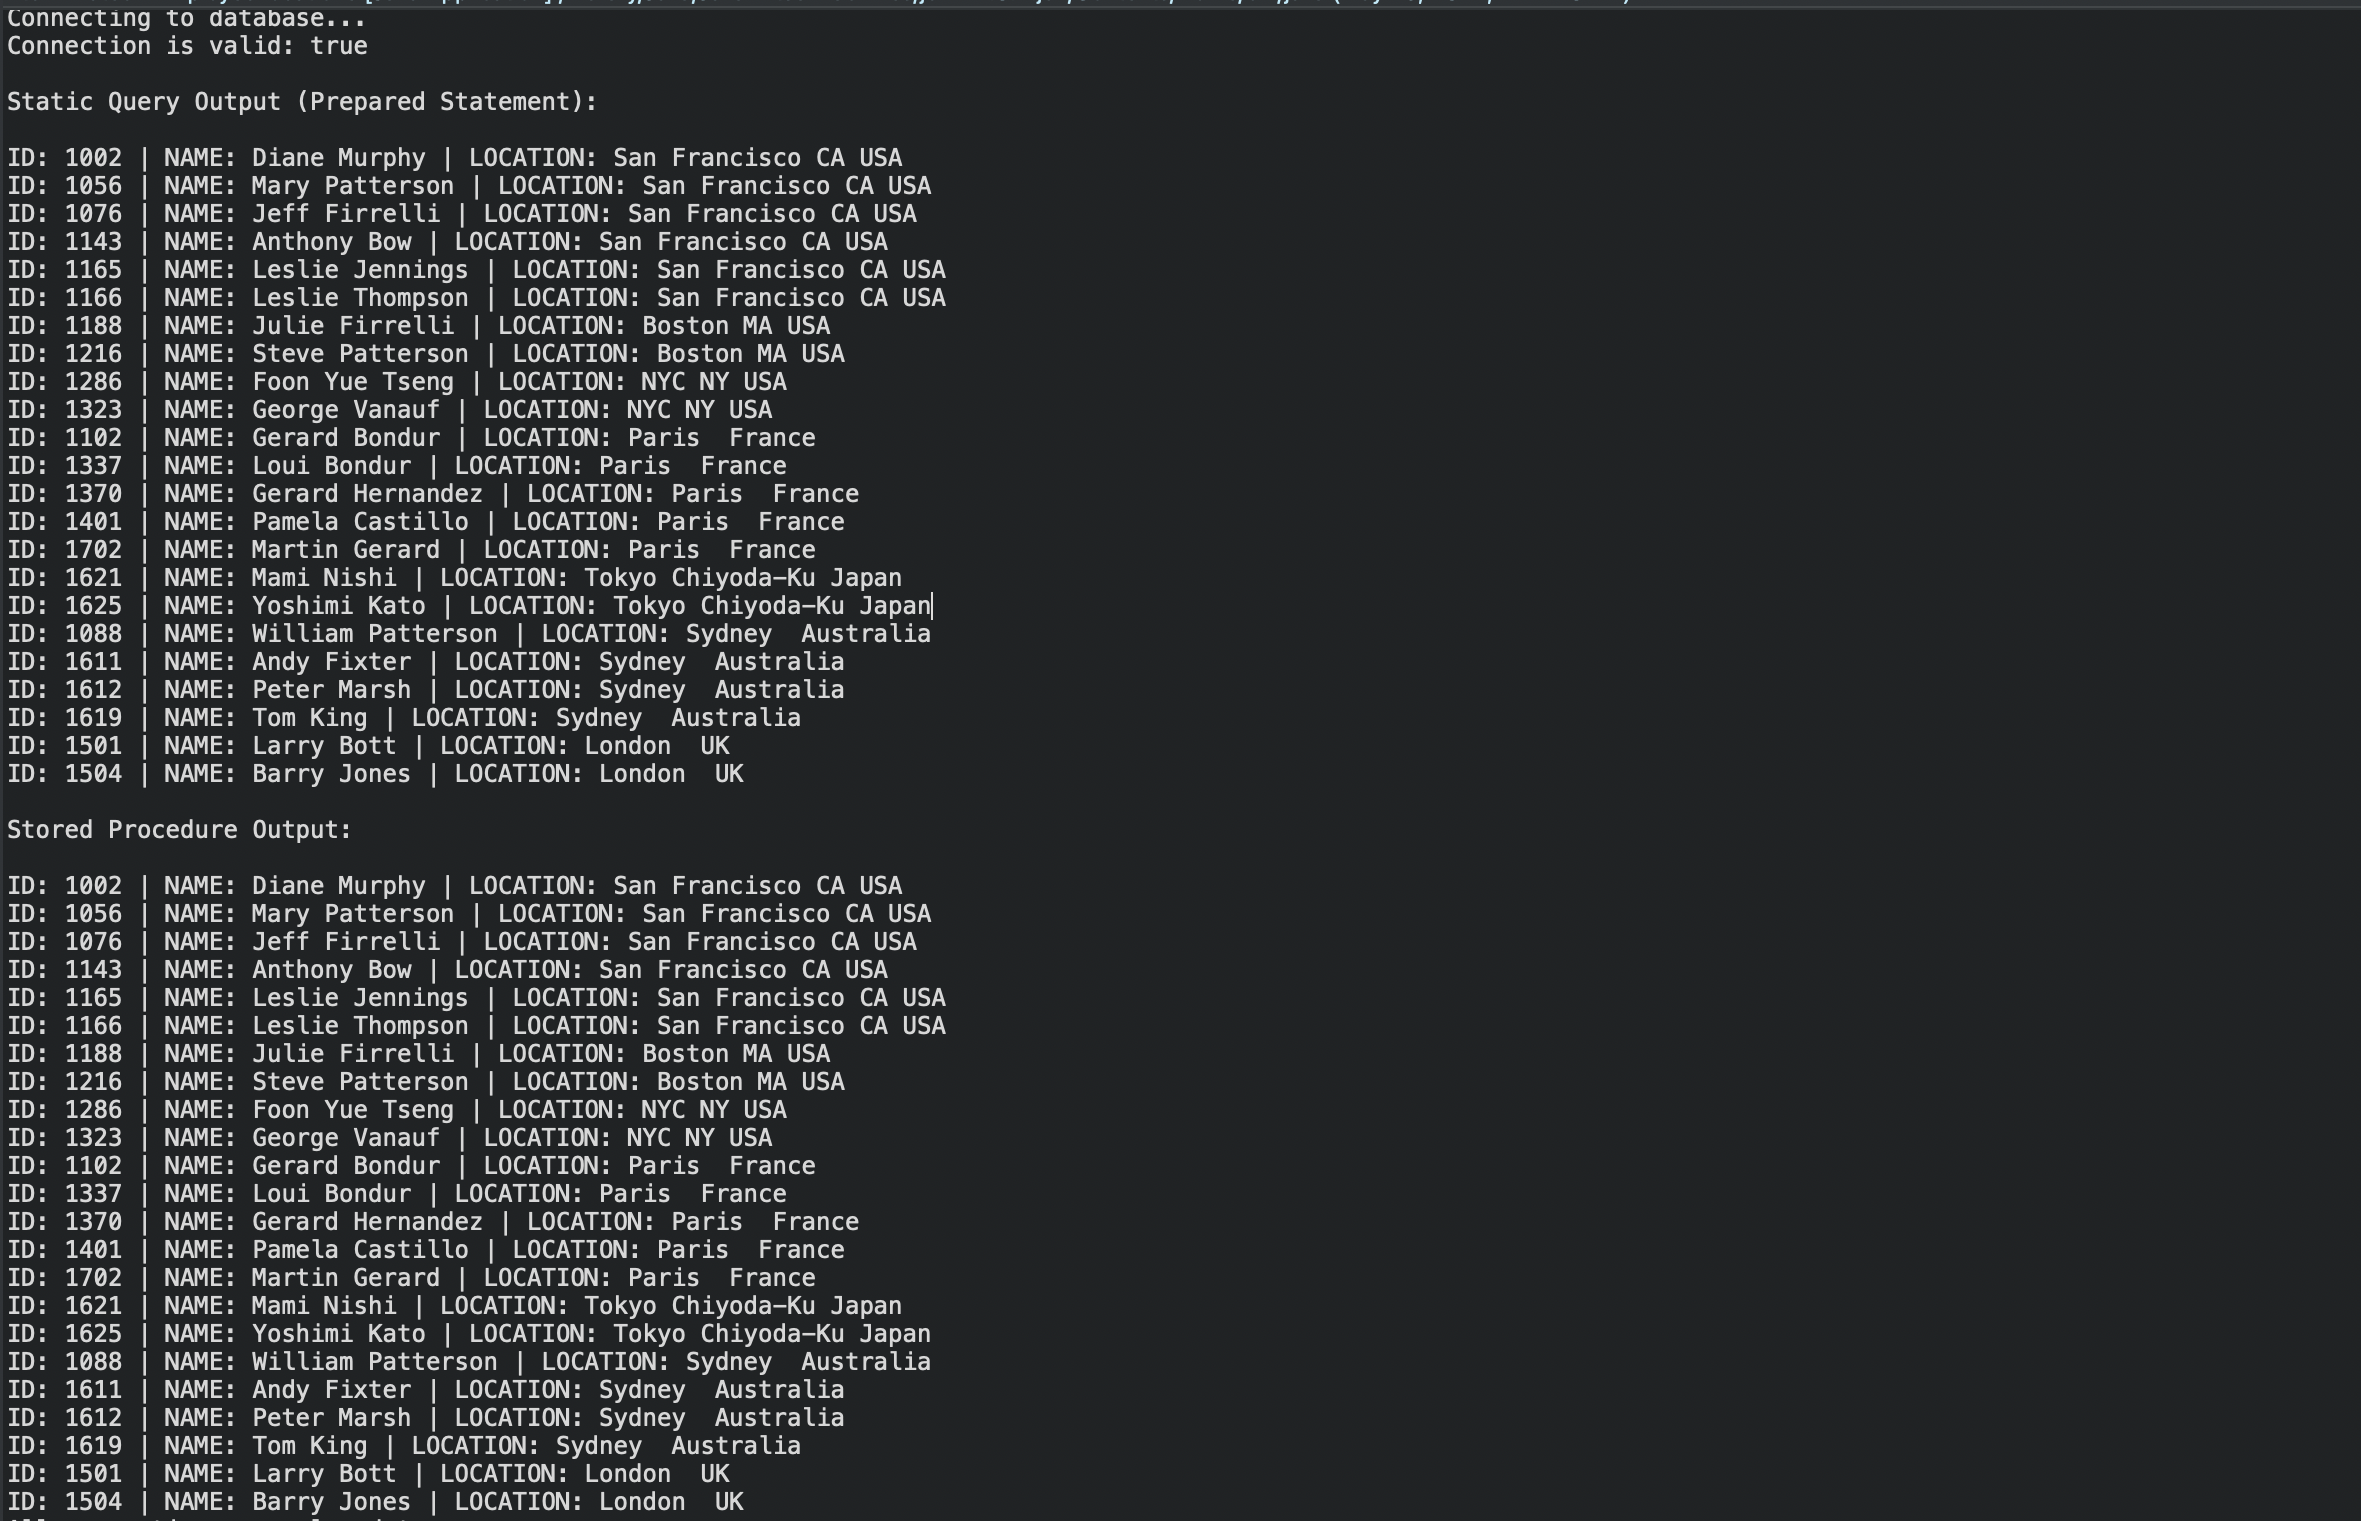 Connecting to database...
Connection is valid: true
Static Query Output (Prepared Statement):
ID: 1002 | NAME: Diane Murphy | LOCATION: San Francisco CA USA
ID: 1056 | NAME: Mary Patterson | LOCATION: San Francisco CA USA
ID: 1076 | NAME: Jeff Firrelli | LOCATION: San Francisco CA USA
ID: 1143 | NAME: Anthony Bow | LOCATION: San Francisco CA USA
ID: 1165 | NAME: Leslie Jennings | LOCATION: San Francisco CA USA
ID: 1166 | NAME: Leslie Thompson | LOCATION: San Francisco CA USA
ID: 1188 | NAME: Julie Firrelli | LOCATION: Boston MA USA
ID: 1216 | NAME: Steve Patterson | LOCATION: Boston MA USA
ID: 1286 | NAME: Foon Yue Tseng | LOCATION: NYC NY USA
ID: 1323 | NAME: George Vanauf | LOCATION: NYC NY USA
ID: 1102 | NAME: Gerard Bondur | LOCATION: Paris  France
ID: 1337 | NAME: Loui Bondur | LOCATION: Paris  France
ID: 1370 | NAME: Gerard Hernandez | LOCATION: Paris  France
ID: 1401 | NAME: Pamela Castillo | LOCATION: Paris  France
ID: 1702 | NAME: Martin Gerard | LOCATION: Paris  France
ID: 1621 | NAME: Mami Nishi | LOCATION: Tokyo Chiyoda-Ku Japan
ID: 1625 | NAME: Yoshimi Kato | LOCATION: Tokyo Chiyoda-Ku Japan
ID: 1088 | NAME: William Patterson | LOCATION: Sydney  Australia
ID: 1611 | NAME: Andy Fixter | LOCATION: Sydney  Australia
ID: 1612 | NAME: Peter Marsh | LOCATION: Sydney  Australia
ID: 1619 | NAME: Tom King | LOCATION: Sydney  Australia
ID: 1501 | NAME: Larry Bott | LOCATION: London  UK
ID: 1504 | NAME: Barry Jones | LOCATION: London  UK
Stored Procedure Output:
ID: 1002 | NAME: Diane Murphy | LOCATION: San Francisco CA USA
ID: 1056 | NAME: Mary Patterson | LOCATION: San Francisco CA USA
ID: 1076 | NAME: Jeff Firrelli | LOCATION: San Francisco CA USA
ID: 1143 | NAME: Anthony Bow | LOCATION: San Francisco CA USA
ID: 1165 | NAME: Leslie Jennings | LOCATION: San Francisco CA USA
ID: 1166 | NAME: Leslie Thompson | LOCATION: San Francisco CA USA
ID: 1188 | NAME: Julie Firrelli | LOCATION: Boston MA USA
ID: 1216 | NAME: Steve Patterson | LOCATION: Boston MA USA
ID: 1286 | NAME: Foon Yue Tseng | LOCATION: NYC NY USA
ID: 1323 | NAME: George Vanauf | LOCATION: NYC NY USA
ID: 1102 | NAME: Gerard Bondur | LOCATION: Paris  France
ID: 1337 | NAME: Loui Bondur | LOCATION: Paris  France
ID: 1370 | NAME: Gerard Hernandez | LOCATION: Paris  France
ID: 1401 | NAME: Pamela Castillo | LOCATION: Paris  France
ID: 1702 | NAME: Martin Gerard | LOCATION: Paris  France
ID: 1621 | NAME: Mami Nishi | LOCATION: Tokyo Chiyoda-Ku Japan
ID: 1625 | NAME: Yoshimi Kato | LOCATION: Tokyo Chiyoda-Ku Japan
ID: 1088 | NAME: William Patterson | LOCATION: Sydney  Australia
ID: 1611 | NAME: Andy Fixter | LOCATION: Sydney  Australia
ID: 1612 | NAME: Peter Marsh | LOCATION: Sydney  Australia
ID: 1619 | NAME: Tom King | LOCATION: Sydney  Australia
ID: 1501 | NAME: Larry Bott | LOCATION: London  UK
ID: 1504 | NAME: Barry Jones | LOCATION: London  UK